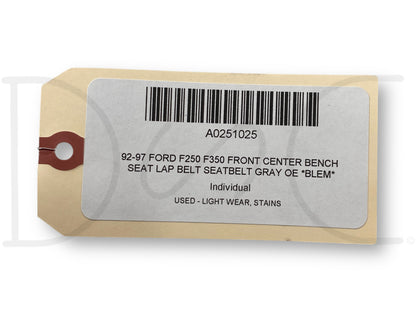 A0251025
92-97 FORD F250 F350 FRONT CENTER BENCH
SEAT LAP BELT SEATBELT GRAY OE *BLEM*
Individual
USED - LIGHT WEAR, STAINS